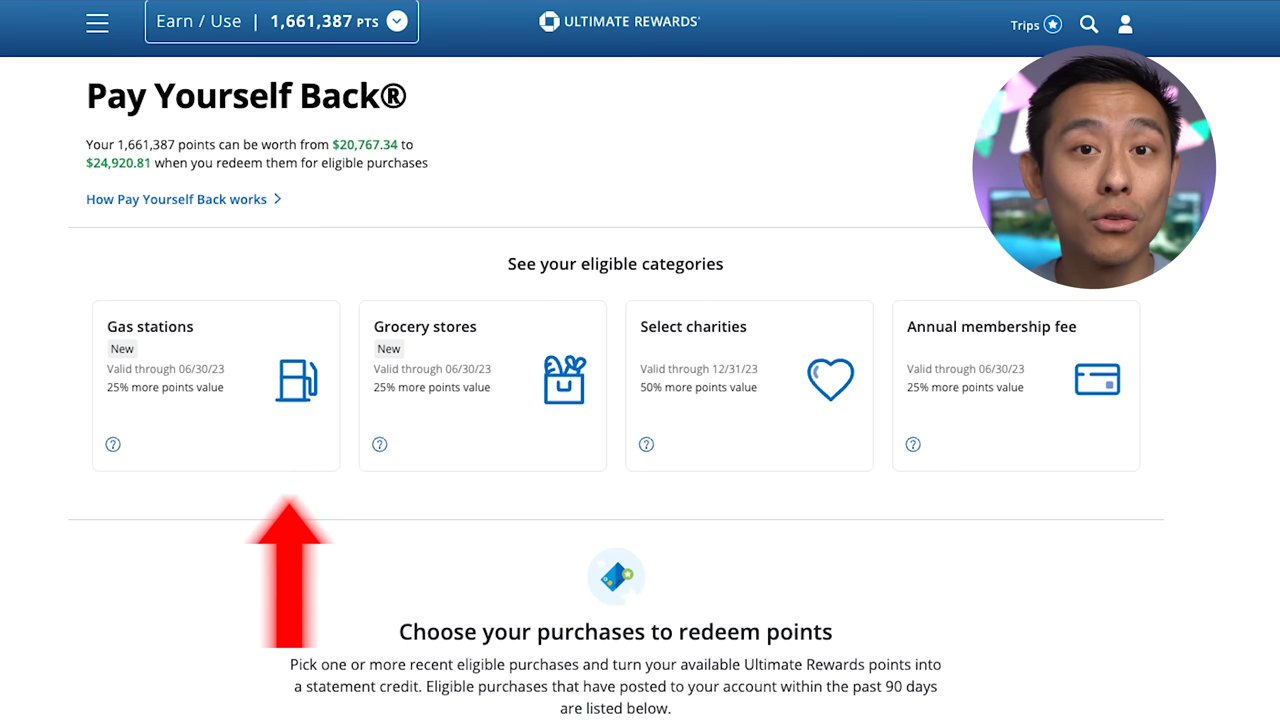 Earn / Use | 1,661,387 PTS
ULTIMATE REWARDS®
Trips
Pay Yourself Back®
Your 1,661,387 points can be worth from $20,767.34 to
$24,920.81 when you redeem them for eligible purchases
How Pay Yourself Back works
See your eligible categories
Gas stations
New
Valid through 06/30/23
25% more points value
?
Grocery stores
New
Valid through 06/30/23
25% more points value
?
Select charities
Valid through 12/31/23
50% more points value
?
Annual membership fee
Valid through 06/30/23
25% more points value
?
Choose your purchases to redeem points
Pick one or more recent eligible purchases and turn your available Ultimate Rewards points into
a statement credit. Eligible purchases that have posted to your account within the past 90 days
are listed below.